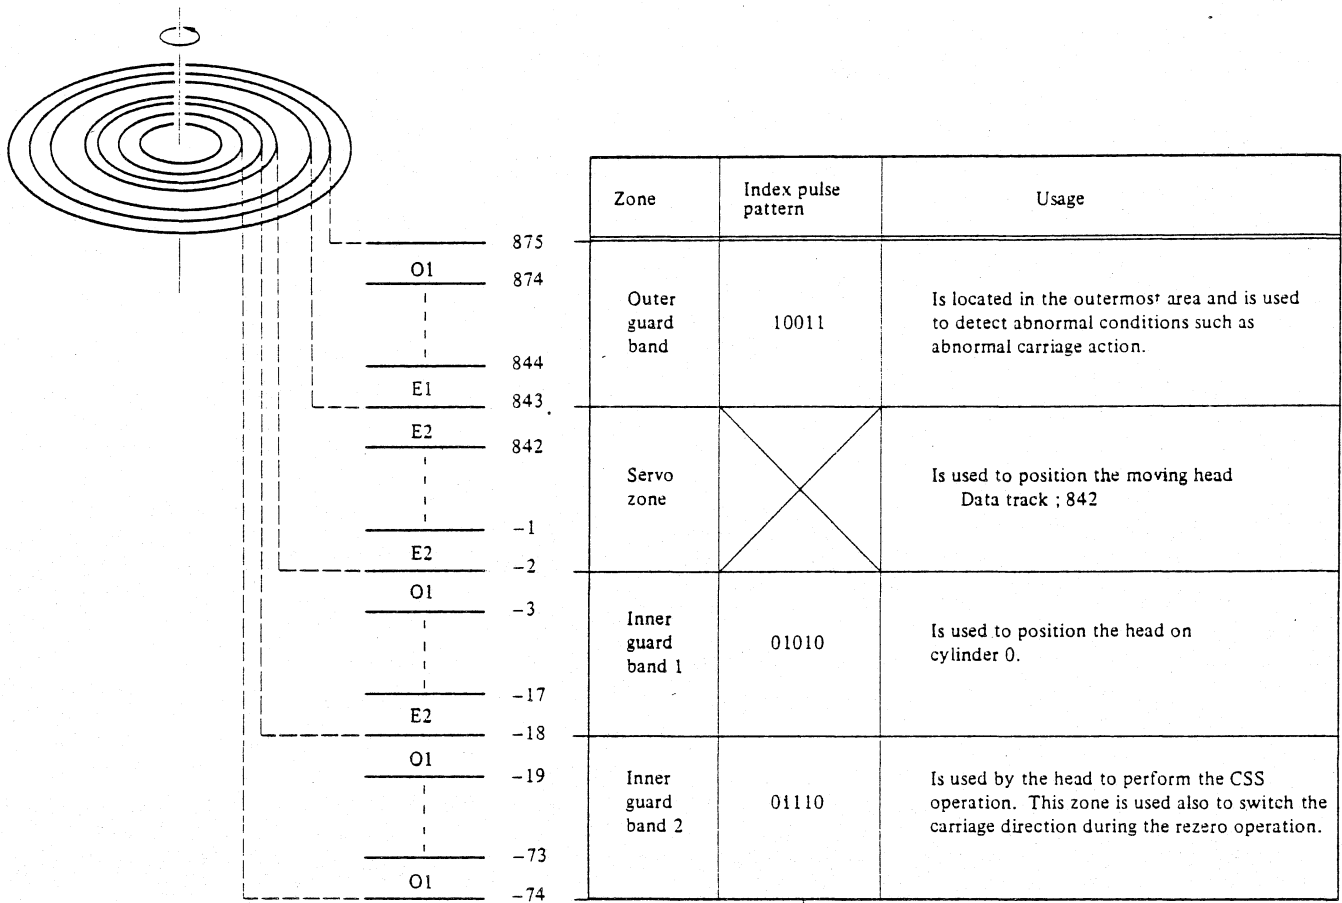 875
O1
874
844
E1
843
E2
842
-1
E2
-2
O1
-3
-17
E2
-18
O1
-19
-73
O1
-74
Zone
Index pulse
pattern
Usage
Outer
guard
band
10011
Is located in the outermost area and is used
to detect abnormal conditions such as
abnormal carriage action.
Servo
zone
Is used to position the moving head
Data track ; 842
Inner
guard
band 1
01010
Is used to position the head on
cylinder 0.
Inner
guard
band 2
01110
Is used by the head to perform the CSS
operation. This zone is used also to switch the
carriage direction during the rezero operation.